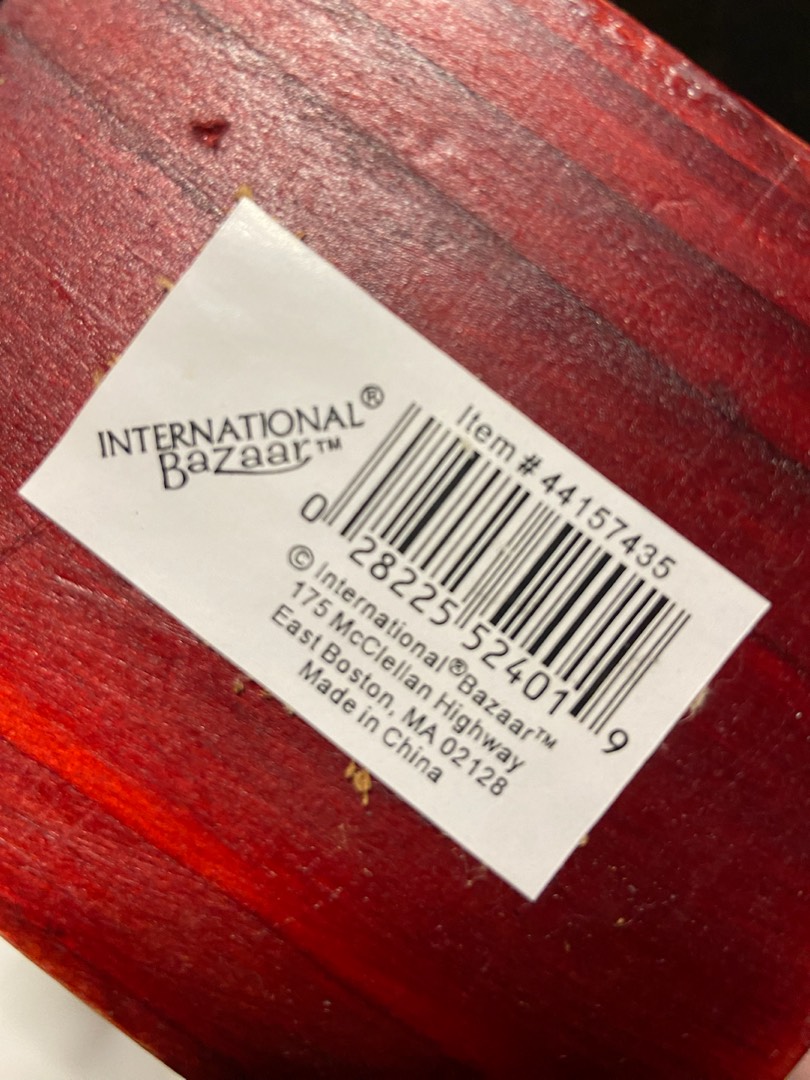 INTERNATIONAL®
Bazaar™
Item # 44157435
0 28225 52401 9
© International®Bazaar™
175 McClellan Highway
East Boston, MA 02128
Made in China